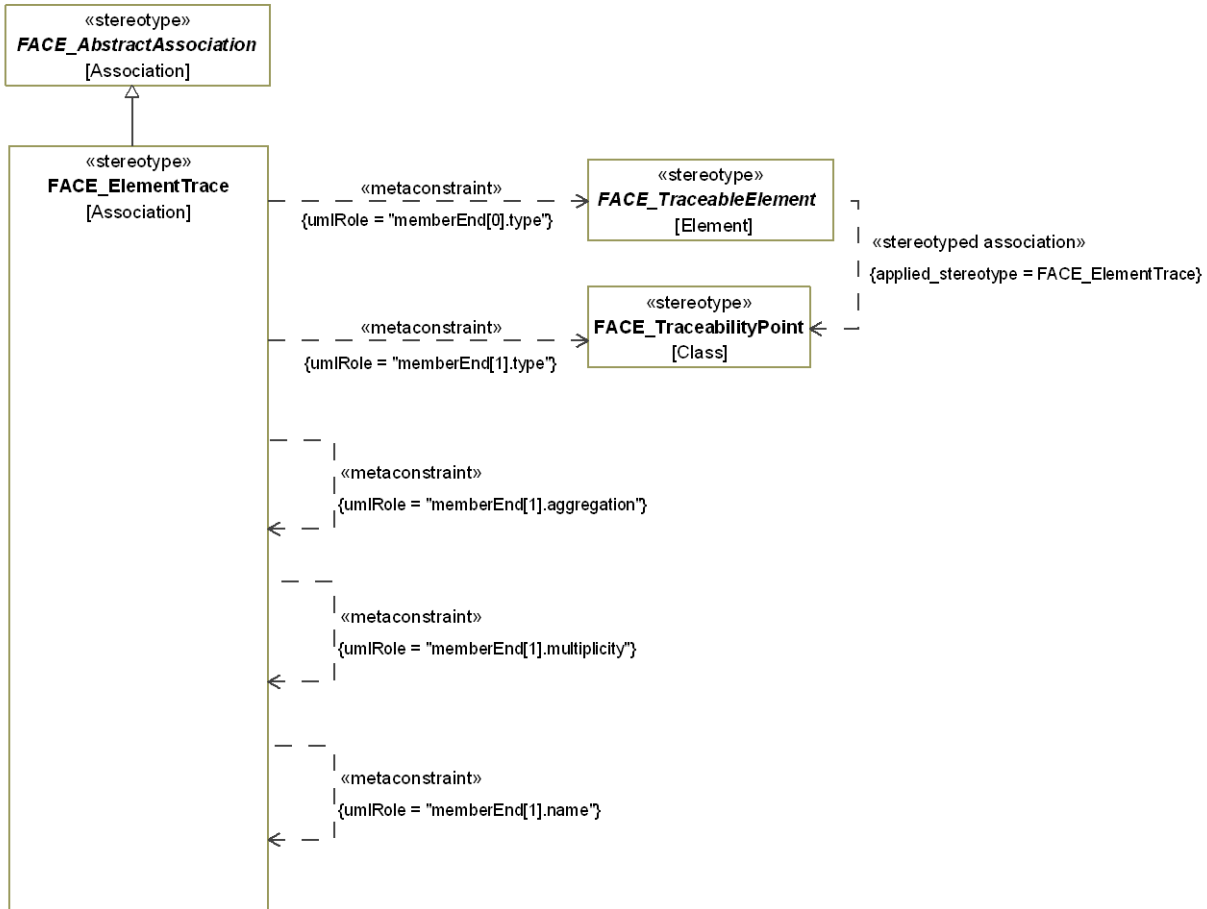 «stereotype»
FACE_AbstractAssociation
[Association]
«stereotype»
FACE_ElementTrace
[Association]
«metaconstraint»
{umlRole = "memberEnd[0].type"}
«stereotype»
FACE_TraceableElement
[Element]
«stereotyped association»
{applied_stereotype = FACE_ElementTrace}
«metaconstraint»
{umlRole = "memberEnd[1].type"}
«stereotype»
FACE_TraceabilityPoint
[Class]
«metaconstraint»
{umlRole = "memberEnd[1].aggregation"}
«metaconstraint»
{umlRole = "memberEnd[1].multiplicity"}
«metaconstraint»
{umlRole = "memberEnd[1].name"}